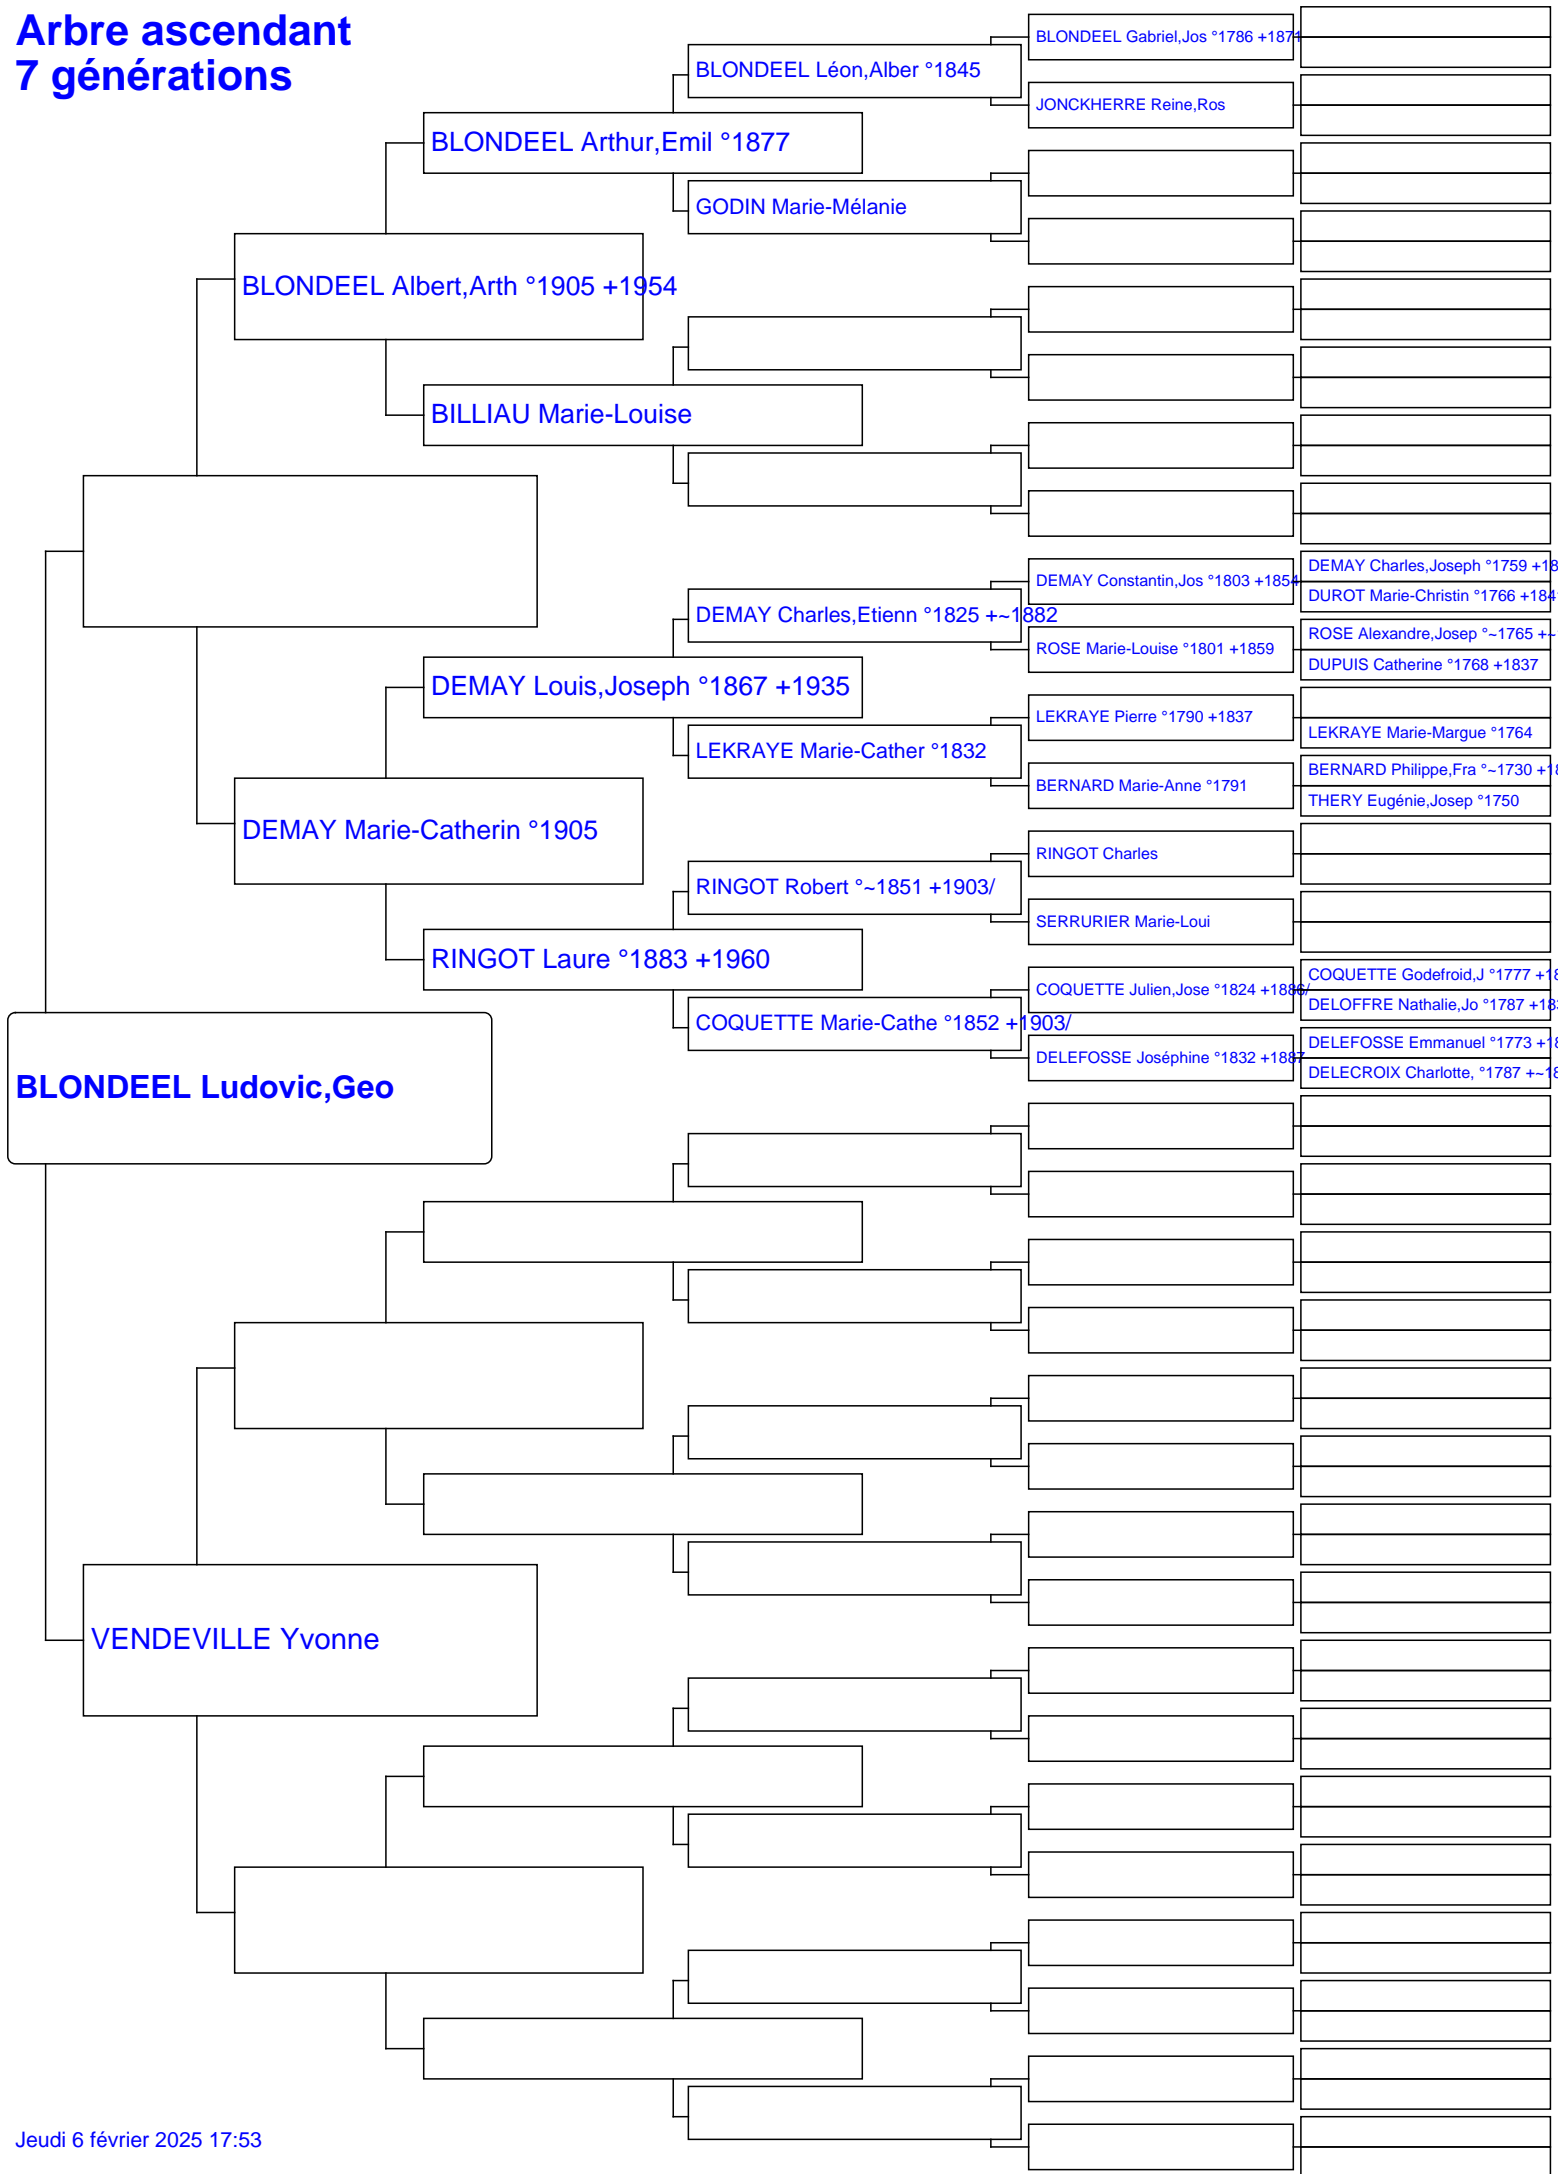 Arbre ascendant
7 générations
BLONDEEL Ludovic,Geo
VENDEVILLE Yvonne
BLONDEEL Albert,Arth °1905 +1954
DEMAY Marie-Catherin °1905
BLONDEEL Arthur,Emil °1877
BILLIAU Marie-Louise
DEMAY Louis,Joseph °1867 +1935
RINGOT Laure °1883 +1960
BLONDEEL Léon,Alber °1845
GODIN Marie-Mélanie
DEMAY Charles,Etienn °1825 +~1882
LEKRAYE Marie-Cather °1832
RINGOT Robert °~1851 +1903/
COQUETTE Marie-Cathe °1852 +1903/
BLONDEEL Gabriel,Jos °1786 +1871
JONCKHERRE Reine,Ros
DEMAY Constantin,Jos °1803 +1854
ROSE Marie-Louise °1801 +1859
LEKRAYE Pierre °1790 +1837
BERNARD Marie-Anne °1791
RINGOT Charles
SERRURIER Marie-Loui
COQUETTE Julien,Jose °1824 +1886/
DELEFOSSE Joséphine °1832 +1887
DEMAY Charles,Joseph °1759 +18
DUROT Marie-Christin °1766 +184
ROSE Alexandre,Josep °~1765 +~
DUPUIS Catherine °1768 +1837
LEKRAYE Marie-Margue °1764
BERNARD Philippe,Fra °~1730 +18
THERY Eugénie,Josep °1750
COQUETTE Godefroid,J °1777 +18
DELOFFRE Nathalie,Jo °1787 +183
DELEFOSSE Emmanuel °1773 +18
DELECROIX Charlotte, °1787 +~18
Jeudi 6 février 2025 17:53